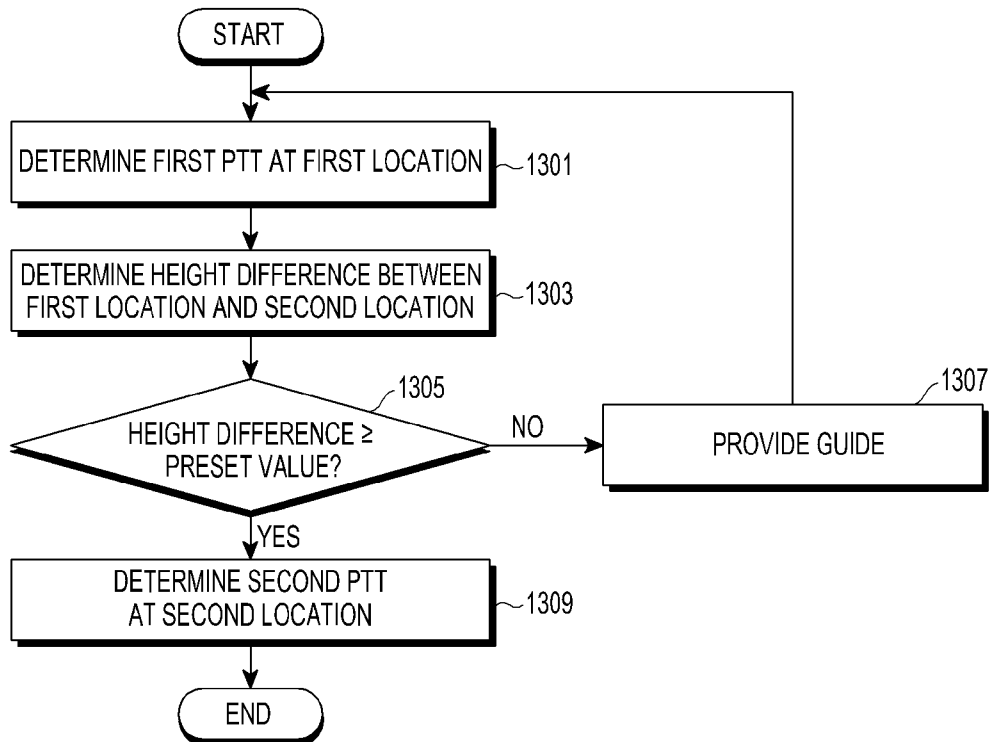 START
DETERMINE FIRST PTT AT FIRST LOCATION
1301
DETERMINE HEIGHT DIFFERENCE BETWEEN
FIRST LOCATION AND SECOND LOCATION
1303
1305
HEIGHT DIFFERENCE ≥
PRESET VALUE?
NO
1307
PROVIDE GUIDE
YES
DETERMINE SECOND PTT
AT SECOND LOCATION
1309
END